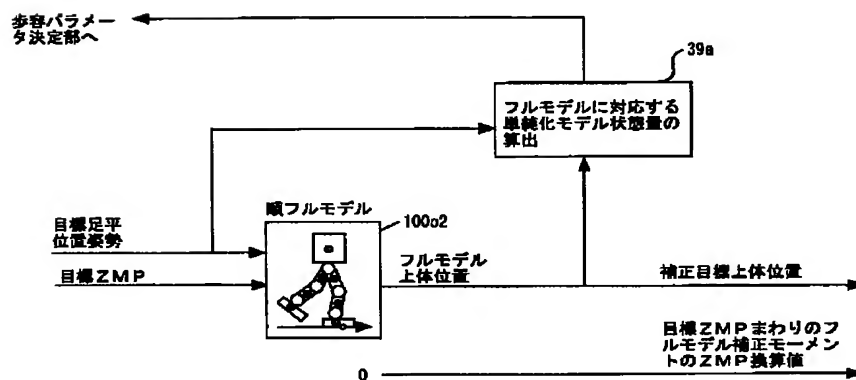 歩容パラメー
タ決定部へ
39a
フルモデルに対応する
単純化モデル状態量の
算出
順フルモデル
100c2
目標足平
位置姿勢
目標ZMP
フルモデル
上体位置
補正目標上体位置
目標ZMPまわりのフ
ルモデル補正モーメン
トのZMP換算値
0